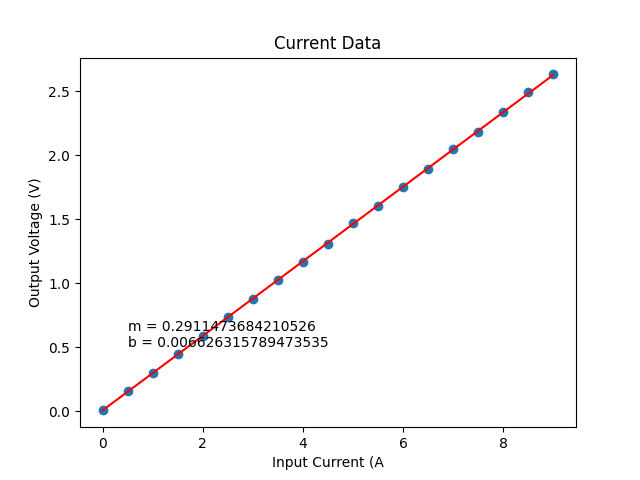 Current Data
Output Voltage (V)
2.5
2.0
1.5
1.0
0.5
0.0
m = 0.2911473684210526
b = 0.006626315789473535
0 2 4 6 8
Input Current (A